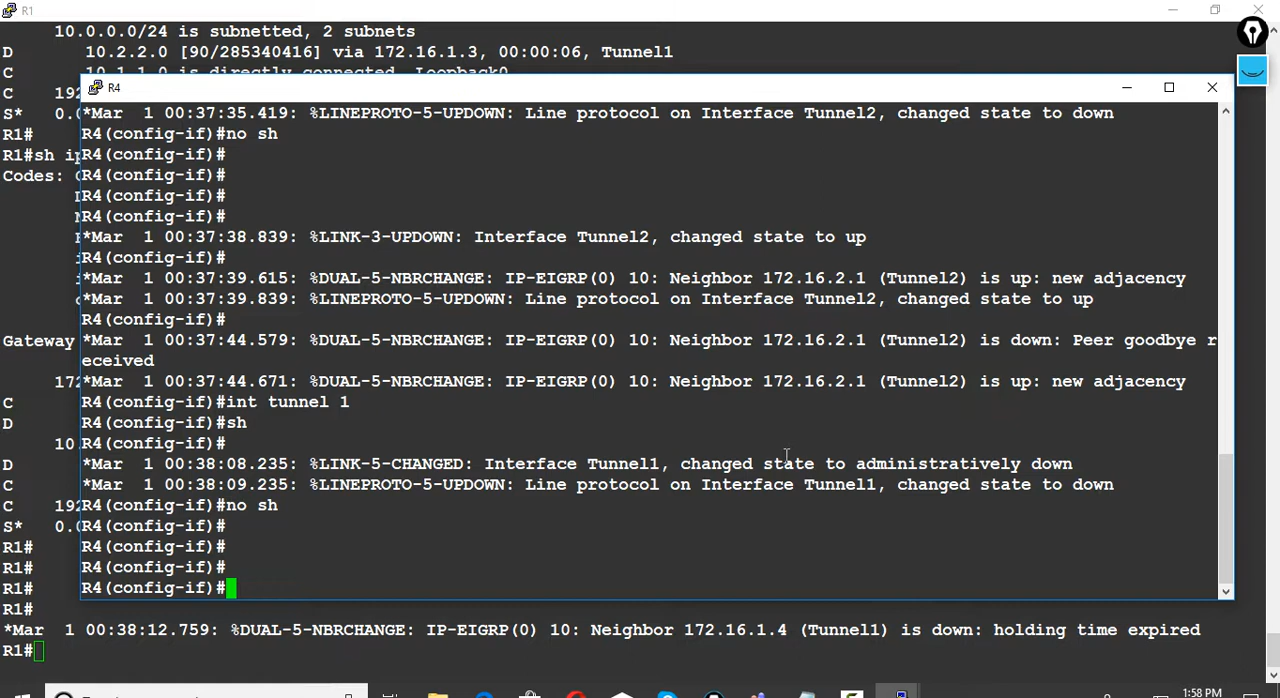 R1
10.0.0.0/24 is subnetted, 2 subnets
D 10.2.2.0 [90/285340416] via 172.16.1.3, 00:00:06, Tunnel1
C 10.1.1.0 is directly connected, Loopback0
C 192
S* 0.0
R1#
R1#sh ip
Codes: C
Gateway
172
C
D
10
D
C
C 192
S* 0.0
R1#
R1#
R1#
R1#
*Mar 1 00:38:12.759: %DUAL-5-NBRCHANGE: IP-EIGRP(0) 10: Neighbor 172.16.1.4 (Tunnel1) is down: holding time expired
R1#
R4
*Mar 1 00:37:35.419: %LINEPROTO-5-UPDOWN: Line protocol on Interface Tunnel2, changed state to down
R4(config-if)#no sh
R4(config-if)#
R4(config-if)#
R4(config-if)#
R4(config-if)#
*Mar 1 00:37:38.839: %LINK-3-UPDOWN: Interface Tunnel2, changed state to up
R4(config-if)#
*Mar 1 00:37:39.615: %DUAL-5-NBRCHANGE: IP-EIGRP(0) 10: Neighbor 172.16.2.1 (Tunnel2) is up: new adjacency
*Mar 1 00:37:39.839: %LINEPROTO-5-UPDOWN: Line protocol on Interface Tunnel2, changed state to up
R4(config-if)#
*Mar 1 00:37:44.579: %DUAL-5-NBRCHANGE: IP-EIGRP(0) 10: Neighbor 172.16.2.1 (Tunnel2) is down: Peer goodbye r
eceived
*Mar 1 00:37:44.671: %DUAL-5-NBRCHANGE: IP-EIGRP(0) 10: Neighbor 172.16.2.1 (Tunnel2) is up: new adjacency
R4(config-if)#int tunnel 1
R4(config-if)#sh
R4(config-if)#
*Mar 1 00:38:08.235: %LINK-5-CHANGED: Interface Tunnel1, changed state to administratively down
*Mar 1 00:38:09.235: %LINEPROTO-5-UPDOWN: Line protocol on Interface Tunnel1, changed state to down
R4(config-if)#no sh
R4(config-if)#
R4(config-if)#
R4(config-if)#
R4(config-if)#
1:58 PM